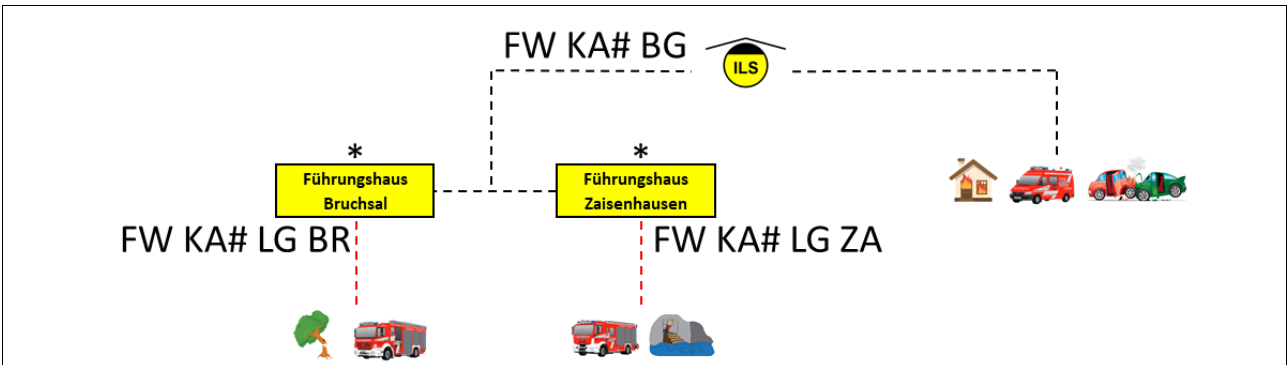 FW KA# BG
ILS
*
*
Führungshaus
Bruchsal
Führungshaus
Zaisenhausen
FW KA# LG BR
FW KA# LG ZA